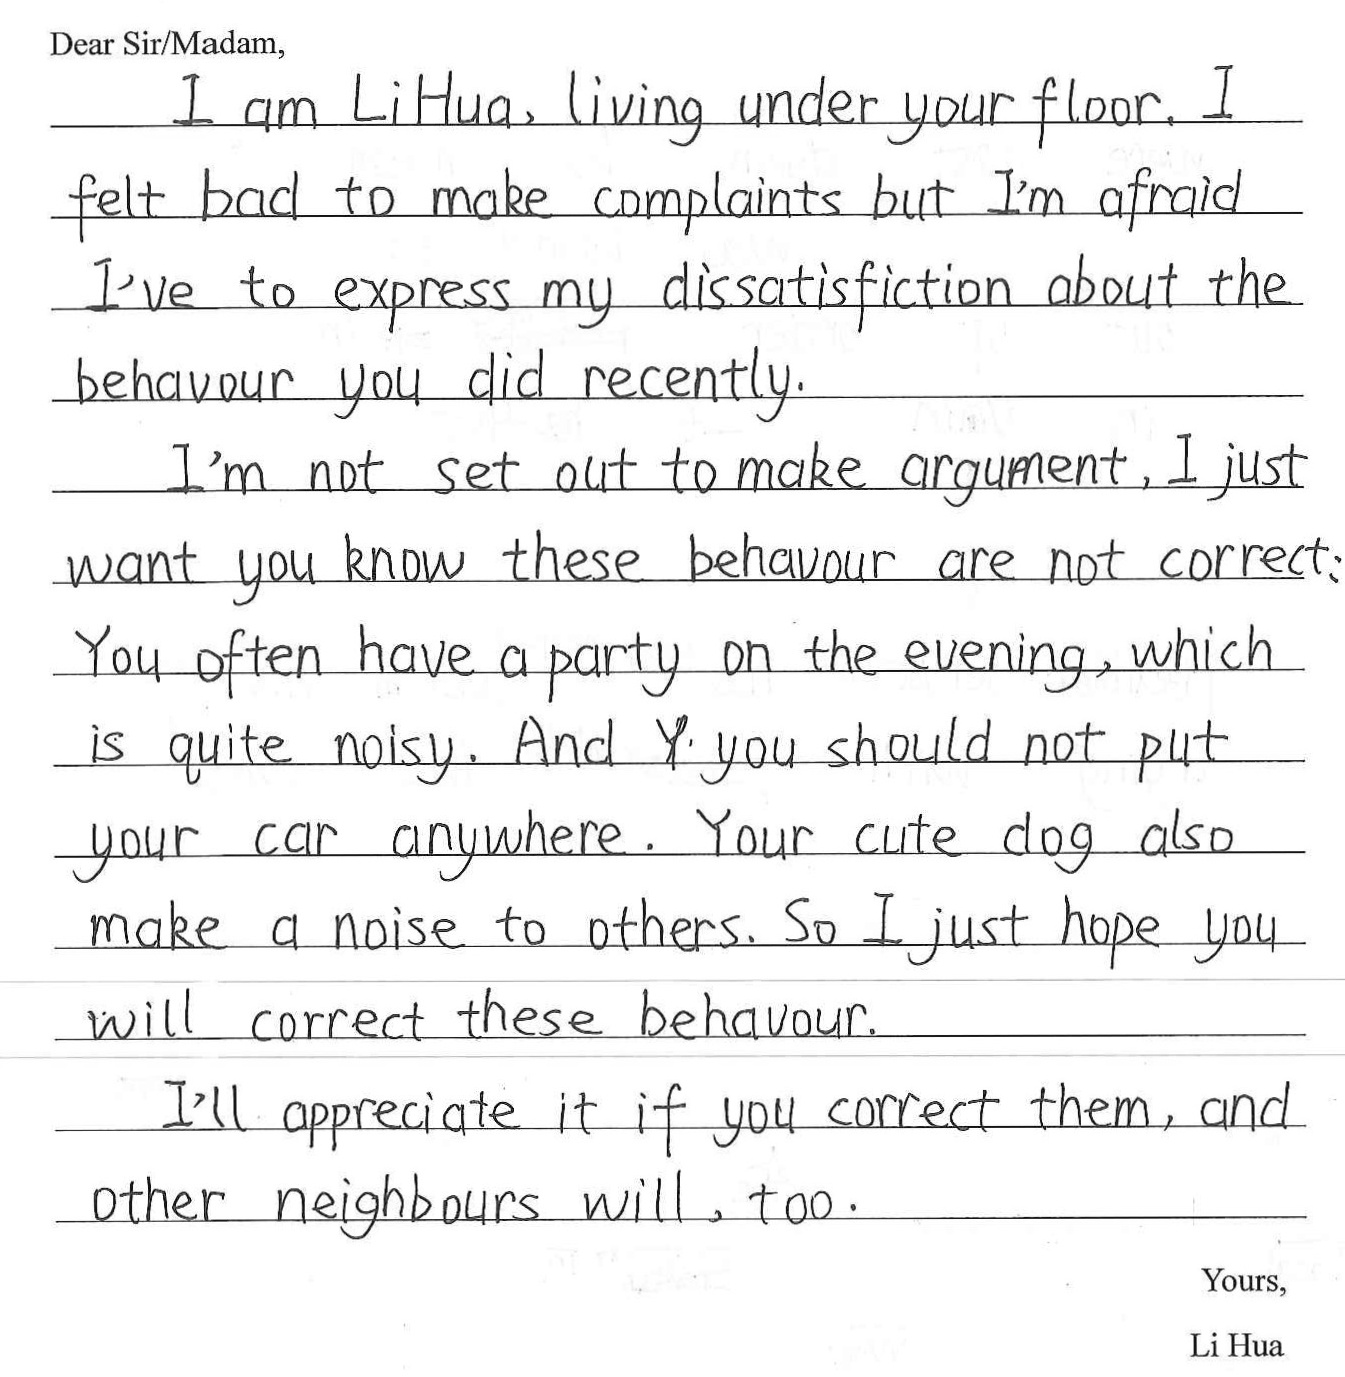 Dear Sir/Madam,
I am Li Hua, living under your floor. I
felt bad to make complaints but I'm afraid
I've to express my dissatisfiction about the
behavour you did recently.
I'm not set out to make argument, I just
want you know these behavour are not correct:
You often have a party on the evening, which
is quite noisy. And you should not put
your car anywhere. Your cute dog also
make a noise to others. So I just hope you
will correct these behavour.
I'll appreciate it if you correct them, and
other neighbours will, too.
Yours,
Li Hua